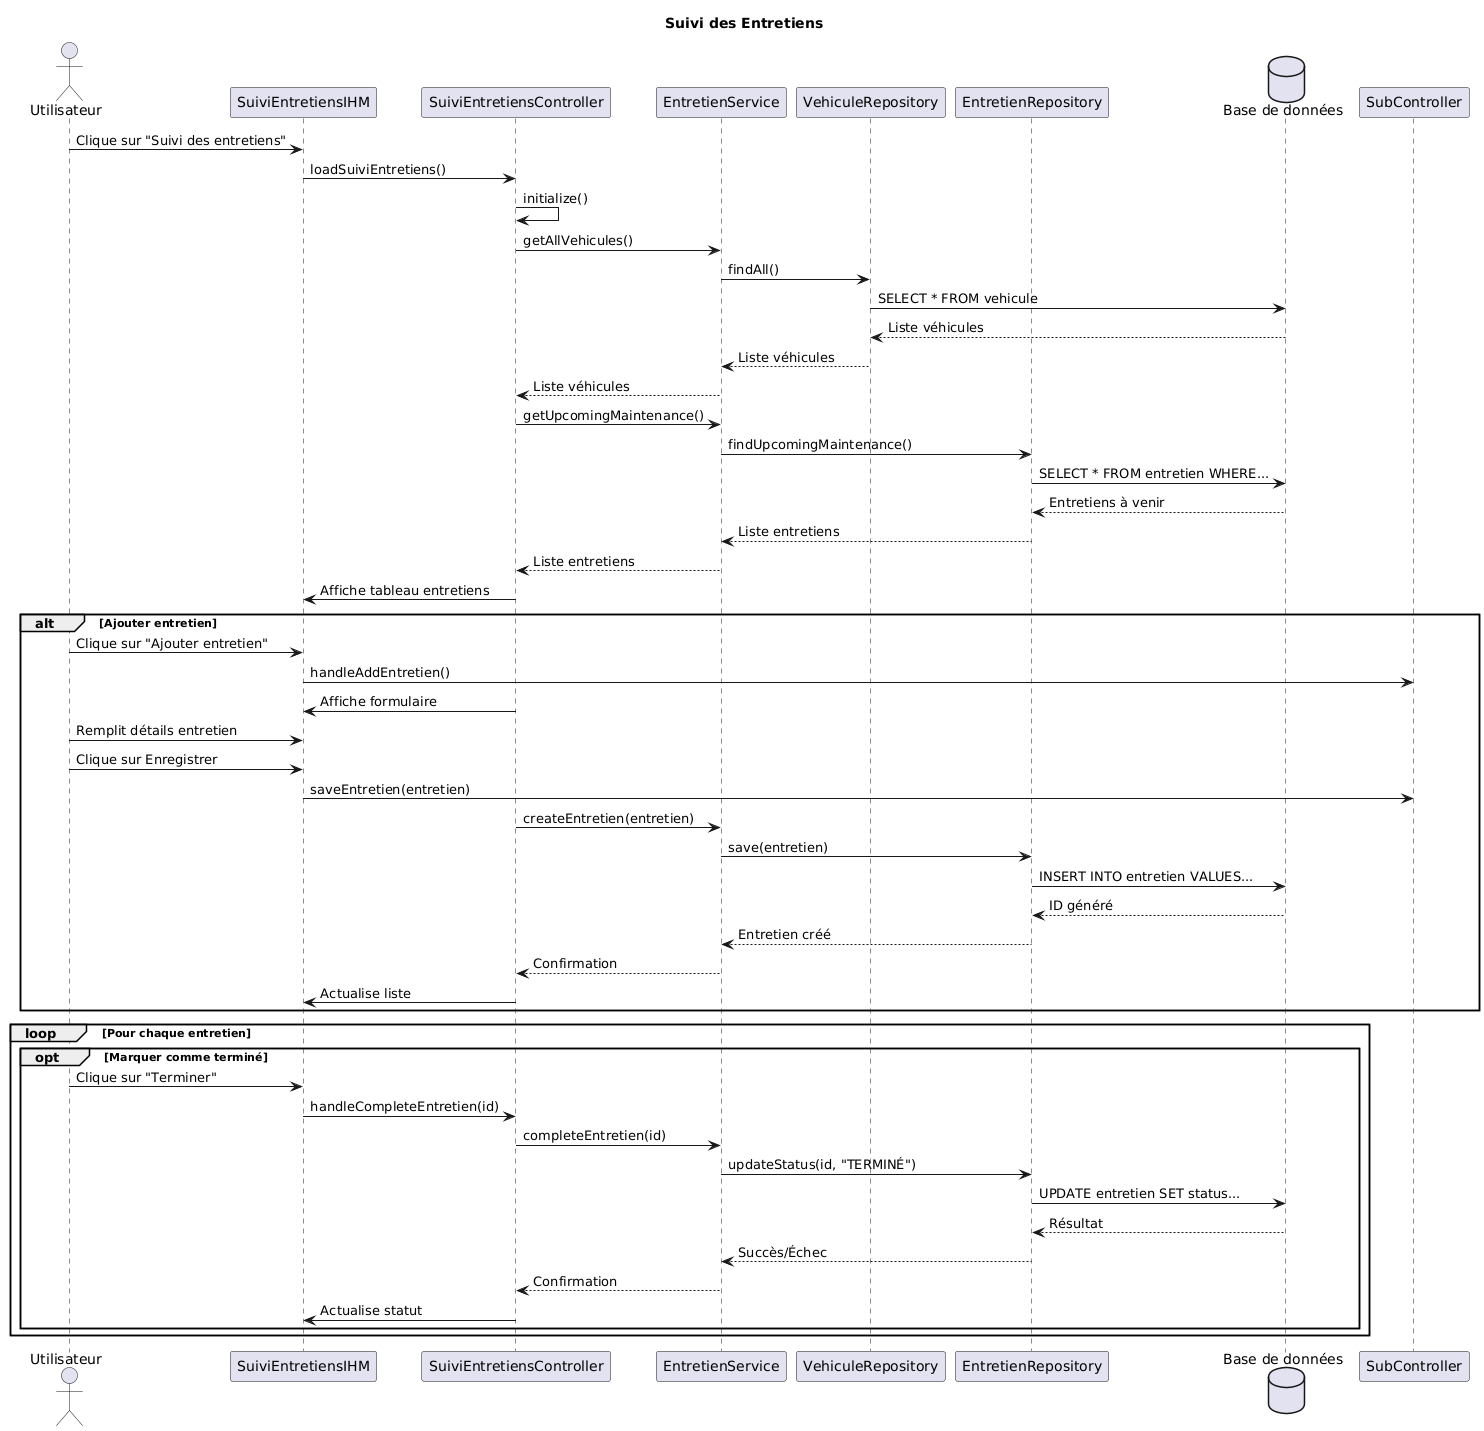 Suivi des Entretiens
Utilisateur
SuiviEntretiensIHM
SuiviEntretiensController
EntretienService
VehiculeRepository
EntretienRepository
Base de données
SubController
Clique sur "Suivi des entretiens"
loadSuiviEntretiens()
initialize()
getAllVehicules()
findAll()
SELECT * FROM vehicule
Liste véhicules
Liste véhicules
Liste véhicules
getUpcomingMaintenance()
findUpcomingMaintenance()
SELECT * FROM entretien WHERE...
Entretiens à venir
Liste entretiens
Liste entretiens
Affiche tableau entretiens
alt [Ajouter entretien]
Clique sur "Ajouter entretien"
handleAddEntretien()
Affiche formulaire
Remplit détails entretien
Clique sur Enregistrer
saveEntretien(entretien)
createEntretien(entretien)
save(entretien)
INSERT INTO entretien VALUES...
ID généré
Entretien créé
Confirmation
Actualise liste
loop [Pour chaque entretien]
opt [Marquer comme terminé]
Clique sur "Terminer"
handleCompleteEntretien(id)
completeEntretien(id)
updateStatus(id, "TERMINÉ")
UPDATE entretien SET status...
Résultat
Succès/Échec
Confirmation
Actualise statut
Utilisateur
SuiviEntretiensIHM
SuiviEntretiensController
EntretienService
VehiculeRepository
EntretienRepository
Base de données
SubController